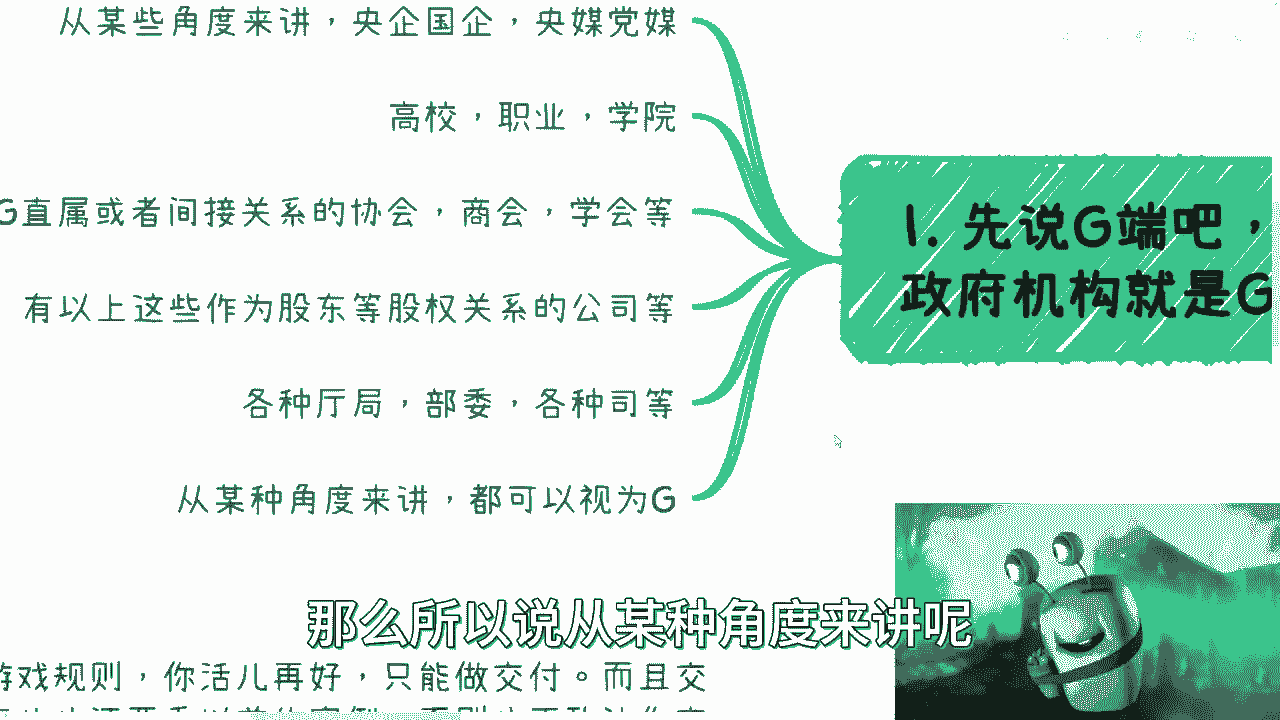 从某些角度来讲，央企国企，央媒党媒
高校，职业，学院
G直属或者间接关系的协会，商会，学会等
有以上这些作为股东等股权关系的公司等
各种厅局，部委，各种司等
从某种角度来讲，都可以视为G
1. 先说G端吧，
政府机构就是G
那么所以说从某种角度来讲呢
游戏规则，你活儿再好，只能做交付。而且交